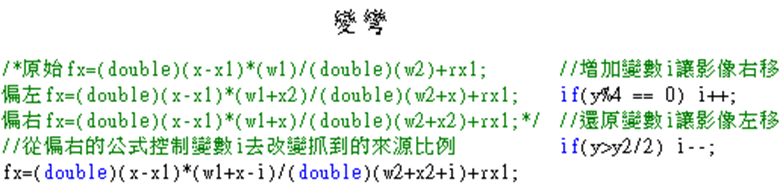 變彎
/*原始fx=(double)(x-x1)*(w1)/(double)(w2)+rx1;
偏左fx=(double)(x-x1)*(w1+x2)/(double)(w2+x)+rx1;
偏右fx=(double)(x-x1)*(w1+x)/(double)(w2+x2)+rx1;*/
//從偏右的公式控制變數i去改變抓到的來源比例
fx=(double)(x-x1)*(w1+x-i)/(double)(w2+x2+i)+rx1;
//增加變數i讓影像右移
if(y%4 == 0) i++;
//還原變數i讓影像左移
if(y>y2/2) i--;